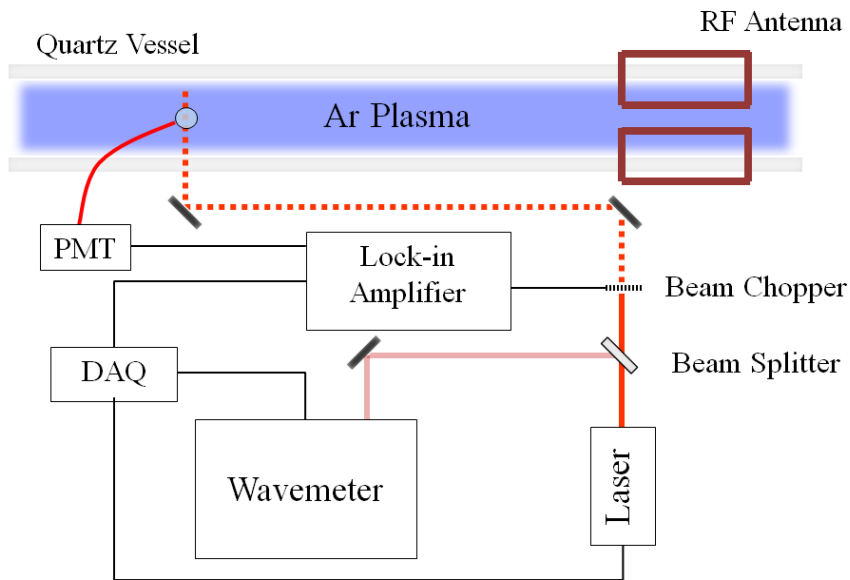 RF Antenna
Quartz Vessel
Ar Plasma
PMT
Lock-in
Amplifier
Beam Chopper
DAQ
Beam Splitter
Wavemeter
Laser